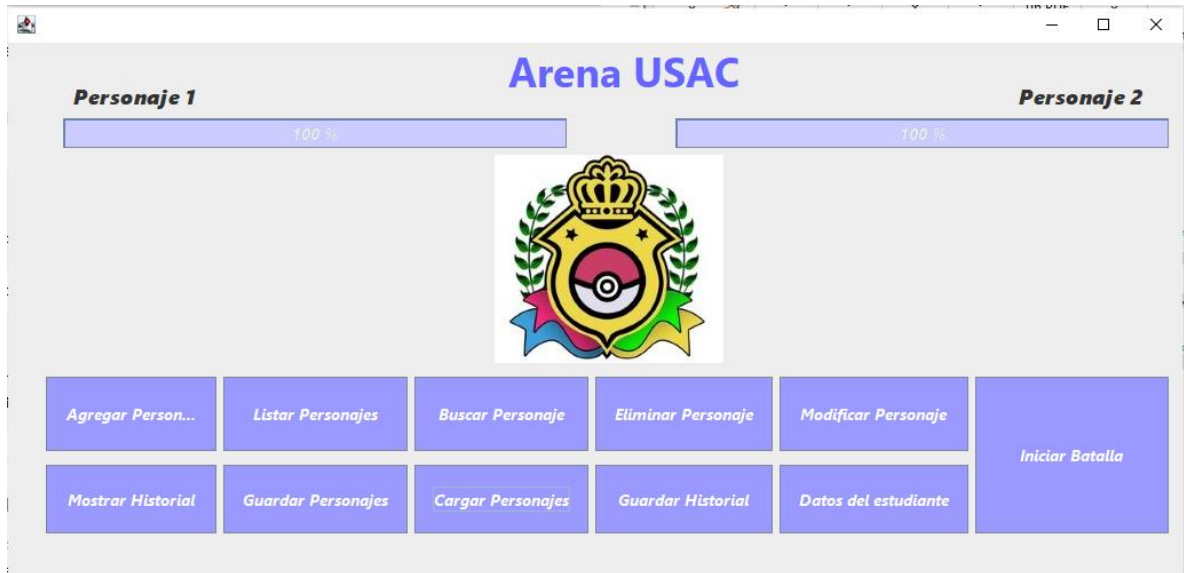 Arena USAC
Personaje 1
Personaje 2
100 %
100 %
Agregar Person...
Listar Personajes
Buscar Personaje
Eliminar Personaje
Modificar Personaje
Iniciar Batalla
Mostrar Historial
Guardar Personajes
Cargar Personajes
Guardar Historial
Datos del estudiante